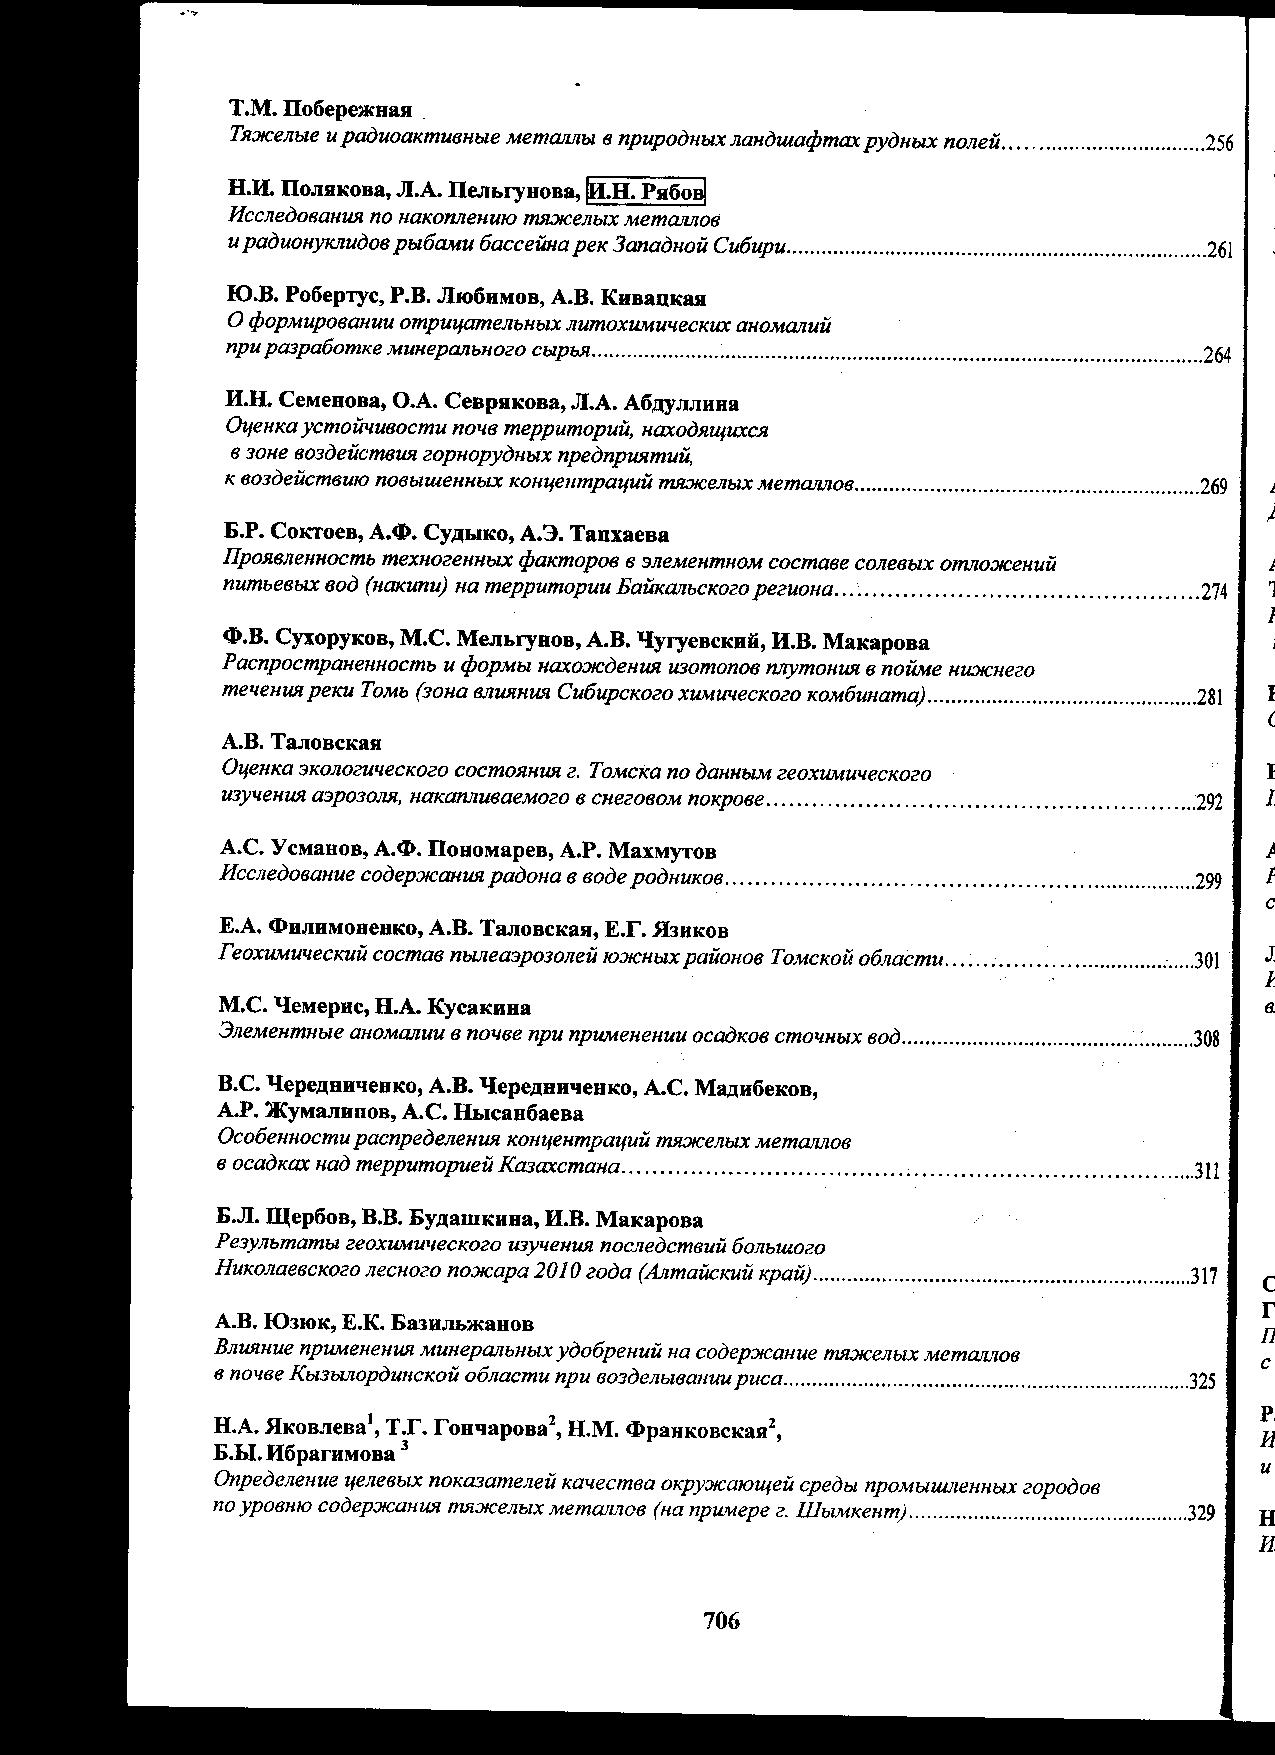 Т.М. Побережная
Тяжелые и радиоактивные металлы в природных ландшафтах рудных полей.................................256
Н.И. Полякова, Л.А. Пельгунова, И.Н. Рябов
Исследования по накоплению тяжелых металлов
и радионуклидов рыбами бассейна рек Западной Сибири.................................261
Ю.В. Робертус, Р.В. Любимов, А.В. Кивацкая
О формировании отрицательных литохимических аномалий
при разработке минерального сырья.................................264
И.Н. Семенова, О.А. Севрякова, Л.А. Абдуллина
Оценка устойчивости почв территорий, находящихся
в зоне воздействия горнорудных предприятий,
к воздействию повышенных концентраций тяжелых металлов.................................269
Б.Р. Соктоев, А.Ф. Судыко, А.Э. Тапхаева
Проявленность техногенных факторов в элементном составе солевых отложений
питьевых вод (накипи) на территории Байкальского региона.................................274
Ф.В. Сухоруков, М.С. Мельгунов, А.В. Чугуевский, И.В. Макарова
Распространенность и формы нахождения изотопов плутония в пойме нижнего
течения реки Томь (зона влияния Сибирского химического комбината).................................281
А.В. Таловская
Оценка экологического состояния г. Томска по данным геохимического
изучения аэрозоля, накапливаемого в снеговом покрове.................................292
А.С. Усманов, А.Ф. Пономарев, А.Р. Махмутов
Исследование содержания радона в воде родников.................................299
Е.А. Филимоненко, А.В. Таловская, Е.Г. Язиков
Геохимический состав пылеаэрозолей южных районов Томской области.................................301
М.С. Чемерис, Н.А. Кусакина
Элементные аномалии в почве при применении осадков сточных вод.................................308
В.С. Чередниченко, А.В. Чередниченко, А.С. Мадибеков,
А.Р. Жумалипов, А.С. Нысанбаева
Особенности распределения концентраций тяжелых металлов
в осадках над территорией Казахстана.................................311
Б.Л. Щербов, В.В. Будашкина, И.В. Макарова
Результаты геохимического изучения последствий большого
Николаевского лесного пожара 2010 года (Алтайский край).................................317
А.В. Юзюк, Е.К. Базильжанов
Влияние применения минеральных удобрений на содержание тяжелых металлов
в почве Кызылординской области при возделывании риса.................................325
Н.А. Яковлева¹, Т.Г. Гончарова², Н.М. Франковская²,
Б.Ы. Ибрагимова ³
Определение целевых показателей качества окружающей среды промышленных городов
по уровню содержания тяжелых металлов (на примере г. Шымкент).................................329
706